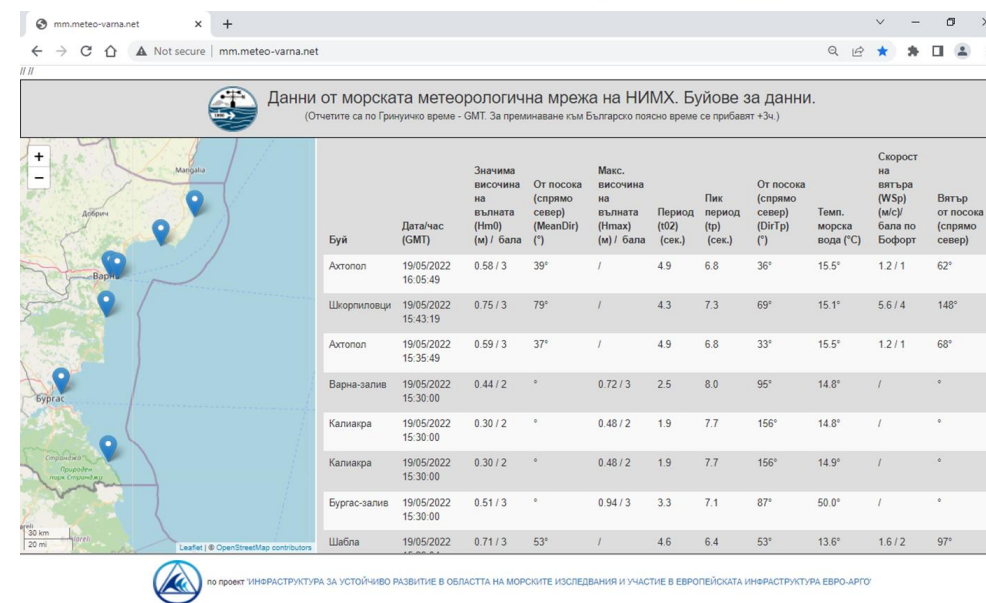 mm.meteo-varna.net
Not secure | mm.meteo-varna.net
// //
Данни от морската метеорологична мрежа на НИМХ. Буйове за данни.
(Отчетите са по Гринуичко време - GMT. За преминаване към Българско поясно време се прибавят +3ч.)
+
−
Mangalia
Добрич
Варна
Бургас
Странджа
Природен
парк Странджа
30 km
20 mi
Leaflet | © OpenStreetMap contributors
Буй Дата/час (GMT) Значима височина на вълната (Hm0) (м) / бала От посока (спрямо север) (MeanDir) (°) Макс. височина на вълната (Hmax) (м) / бала Период (t02) (сек.) Пик период (tp) (сек.) От посока (спрямо север) (DirTp) (°) Темп. морска вода (°C) Скорост на вятъра (WSp) (м/с)/ бала по Бофорт Вятър от посока (спрямо север)
Ахтопол 19/05/2022 16:05:49 0.58 / 3 39° / 4.9 6.8 36° 15.5° 1.2 / 1 62°
Шкорпиловци 19/05/2022 15:43:19 0.75 / 3 79° / 4.3 7.3 69° 15.1° 5.6 / 4 148°
Ахтопол 19/05/2022 15:35:49 0.59 / 3 37° / 4.9 6.8 33° 15.5° 1.2 / 1 68°
Варна-залив 19/05/2022 15:30:00 0.44 / 2 ° 0.72 / 3 2.5 8.0 95° 14.8° / °
Калиакра 19/05/2022 15:30:00 0.30 / 2 ° 0.48 / 2 1.9 7.7 156° 14.8° / °
Калиакра 19/05/2022 15:30:00 0.30 / 2 ° 0.48 / 2 1.9 7.7 156° 14.9° / °
Бургас-залив 19/05/2022 15:30:00 0.51 / 3 ° 0.94 / 3 3.3 7.1 87° 50.0° / °
Шабла 19/05/2022 0.71 / 3 53° / 4.6 6.4 53° 13.6° 1.6 / 2 97°
по проект 'ИНФРАСТРУКТУРА ЗА УСТОЙЧИВО РАЗВИТИЕ В ОБЛАСТТА НА МОРСКИТЕ ИЗСЛЕДВАНИЯ И УЧАСТИЕ В ЕВРОПЕЙСКАТА ИНФРАСТРУКТУРА ЕВРО-АРГО'